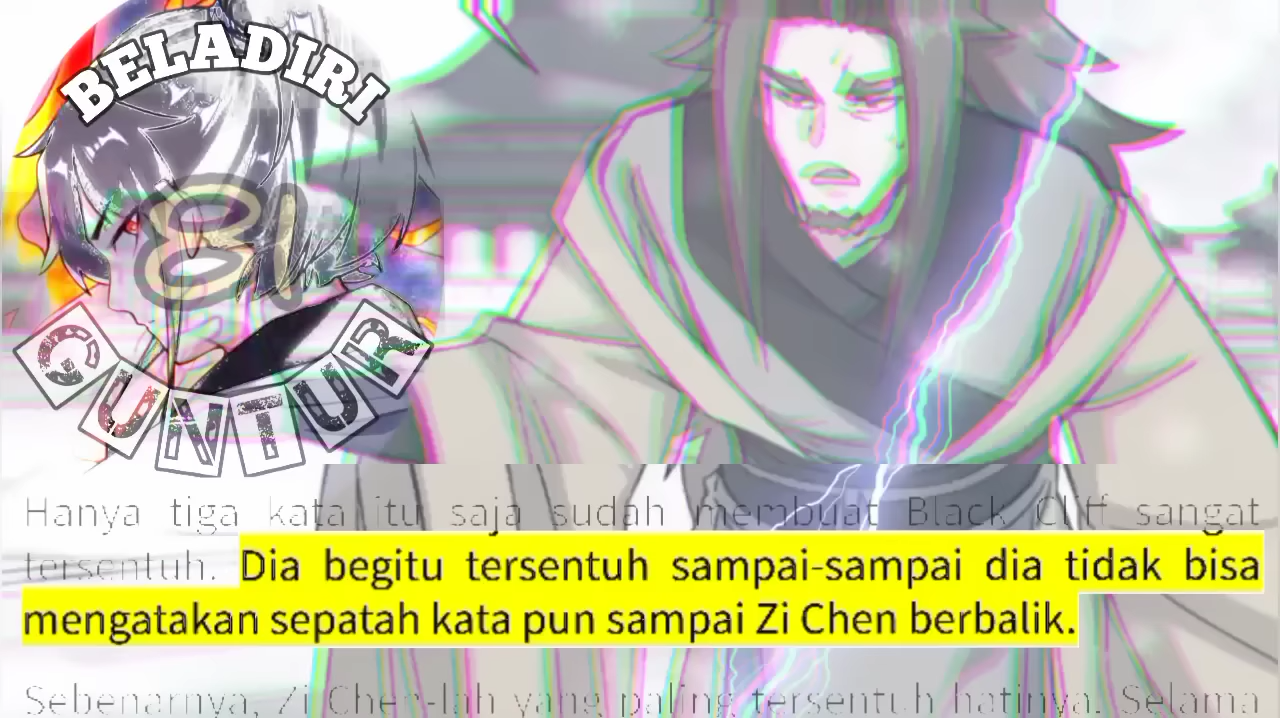 BELADIRI
GUNTUR
Hanya tiga kata itu saja sudah membuat Black Cliff sangat
tersentuh. Dia begitu tersentuh sampai-sampai dia tidak bisa
mengatakan sepatah kata pun sampai Zi Chen berbalik.
Sebenarnya, Zi Chen-lah yang paling tersentuh hatinya. Selama